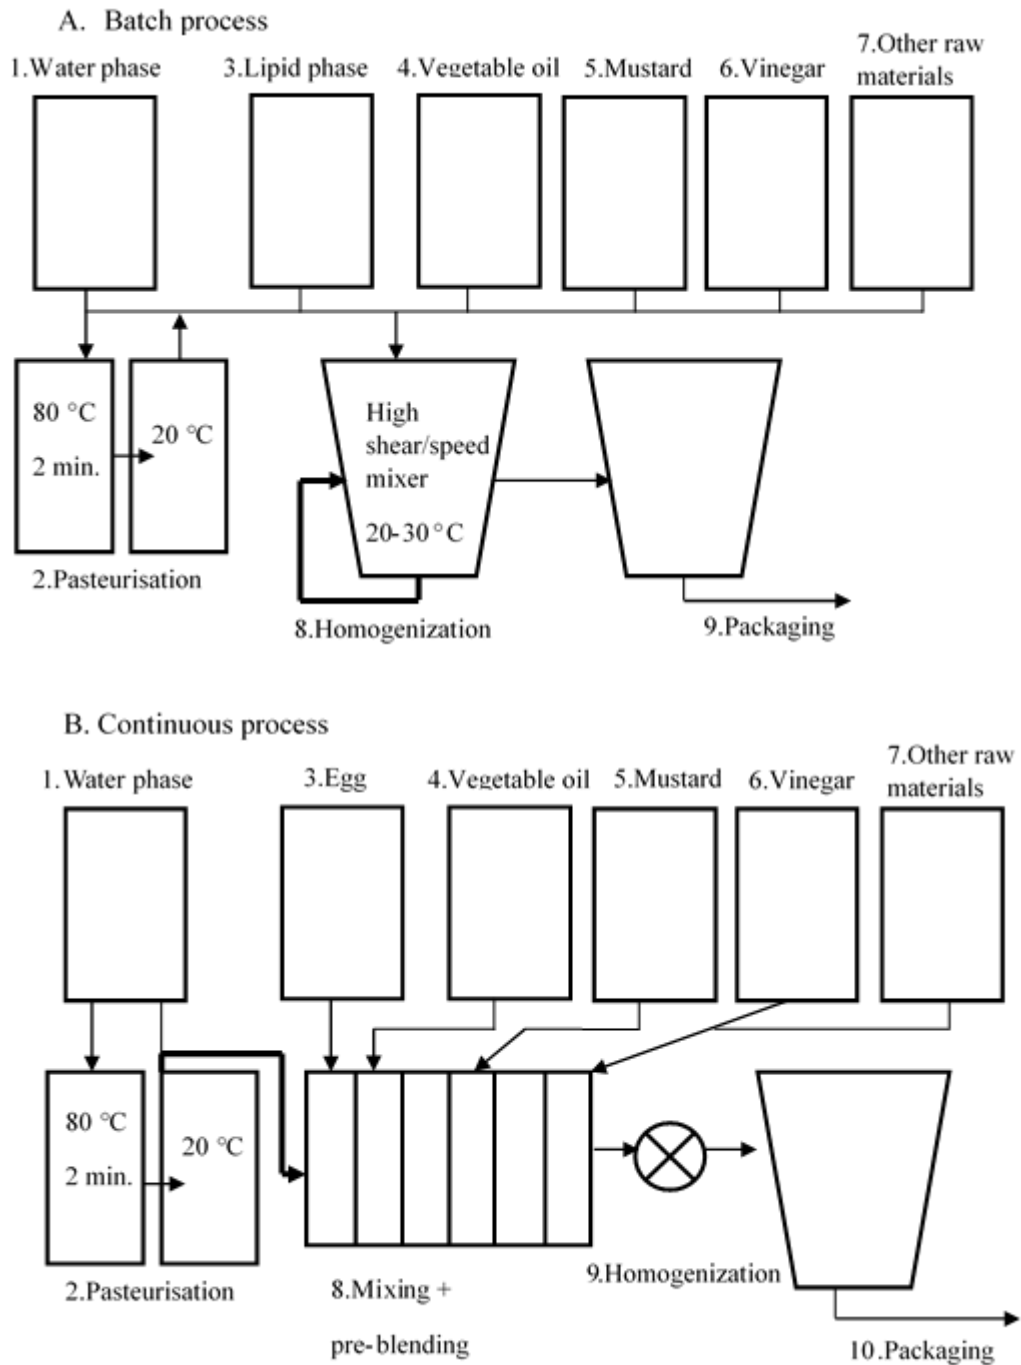 A. Batch process
1.Water phase
3.Lipid phase
4.Vegetable oil
5.Mustard
6.Vinegar
7.Other raw
materials
80 °C
2 min.
20 °C
2.Pasteurisation
High
shear/speed
mixer
20-30°C
8.Homogenization
9.Packaging
B. Continuous process
1.Water phase
3.Egg
4.Vegetable oil
5.Mustard
6.Vinegar
7.Other raw
materials
80 °C
2 min.
20 °C
2.Pasteurisation
8.Mixing +
pre-blending
9.Homogenization
10.Packaging